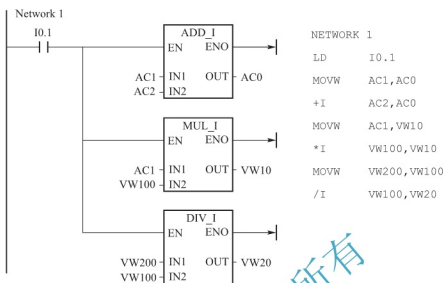 Network 1
I0.1
ADD_I
EN ENO
AC1 IN1 OUT AC0
AC2 IN2
MUL_I
EN ENO
AC1 IN1 OUT VW10
VW100 IN2
DIV_I
EN ENO
VW200 IN1 OUT VW20
VW100 IN2
NETWORK 1
LD I0.1
MOVW AC1,AC0
+I AC2,AC0
MOVW AC1,VW10
*I VW100,VW10
MOVW VW200,VW100
/I VW100,VW20
所有